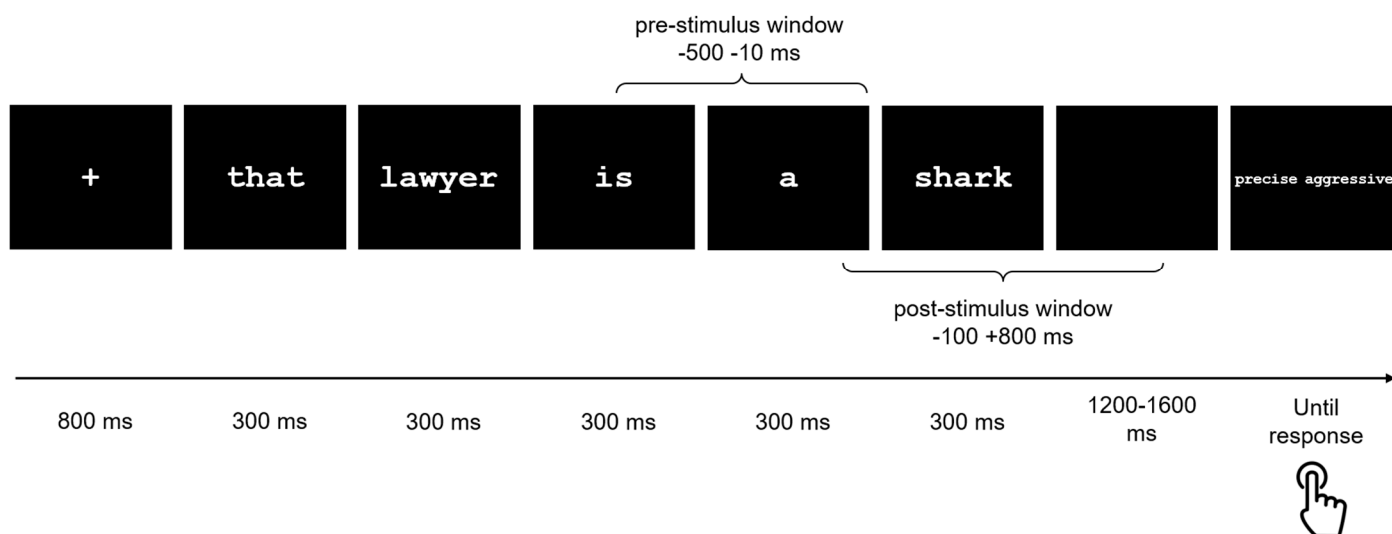 pre-stimulus window
-500 -10 ms
+
that
lawyer
is
a
shark
precise aggressive
post-stimulus window
-100 +800 ms
800 ms
300 ms
300 ms
300 ms
300 ms
300 ms
1200-1600
ms
Until
response